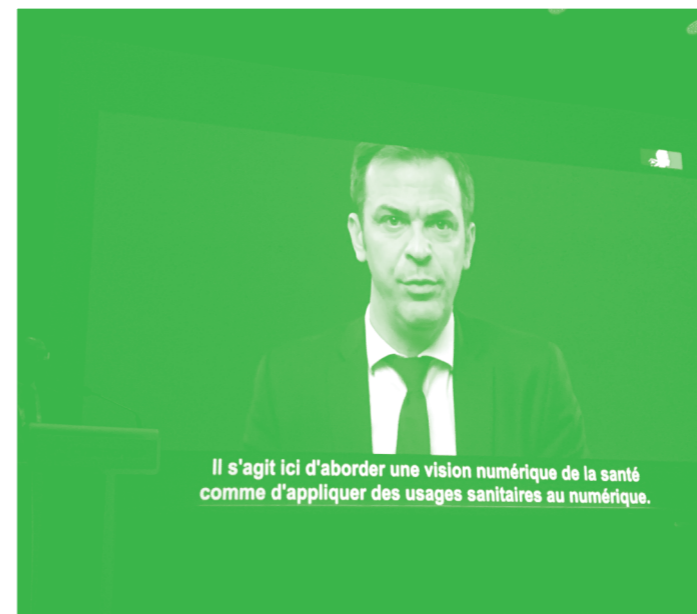 Il s'agit ici d'aborder une vision numérique de la santé
comme d'appliquer des usages sanitaires au numérique.